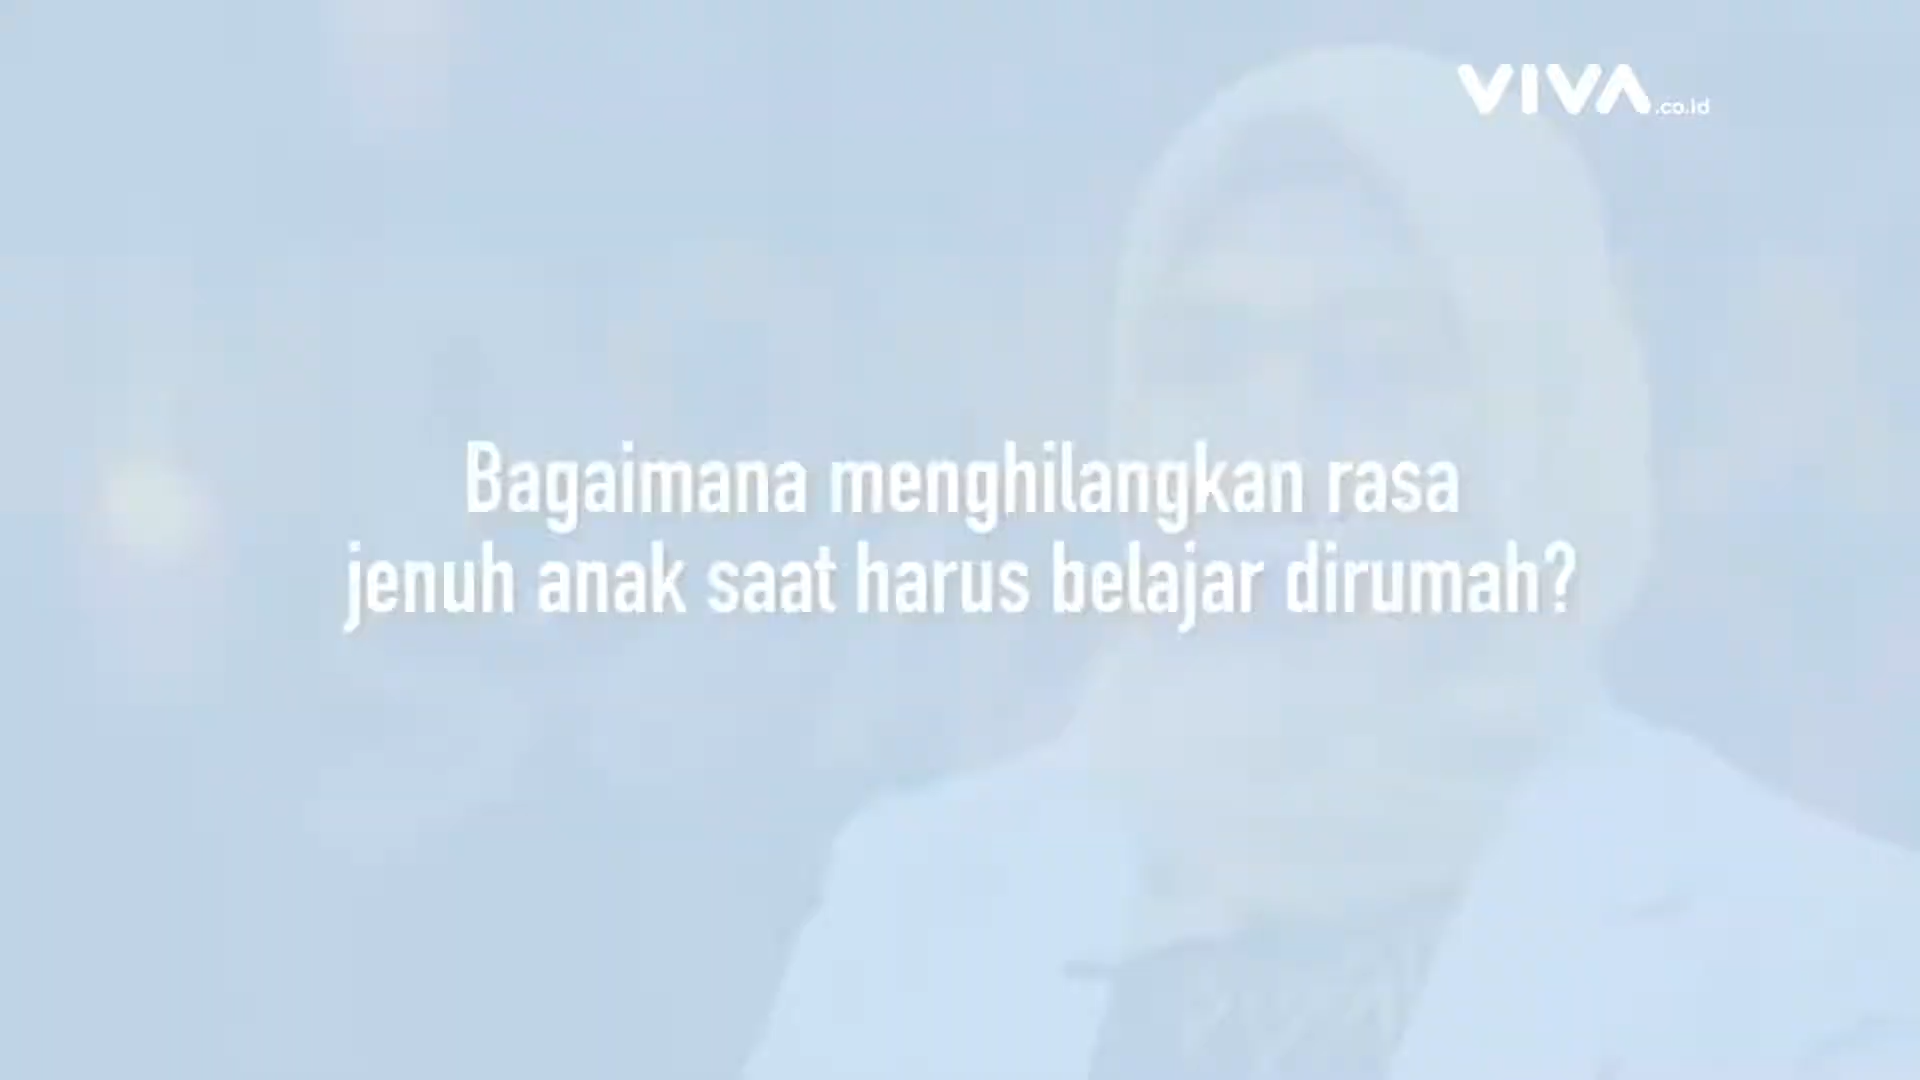 VIVA.co.id
Bagaimana menghilangkan rasa
jenuh anak saat harus belajar dirumah?